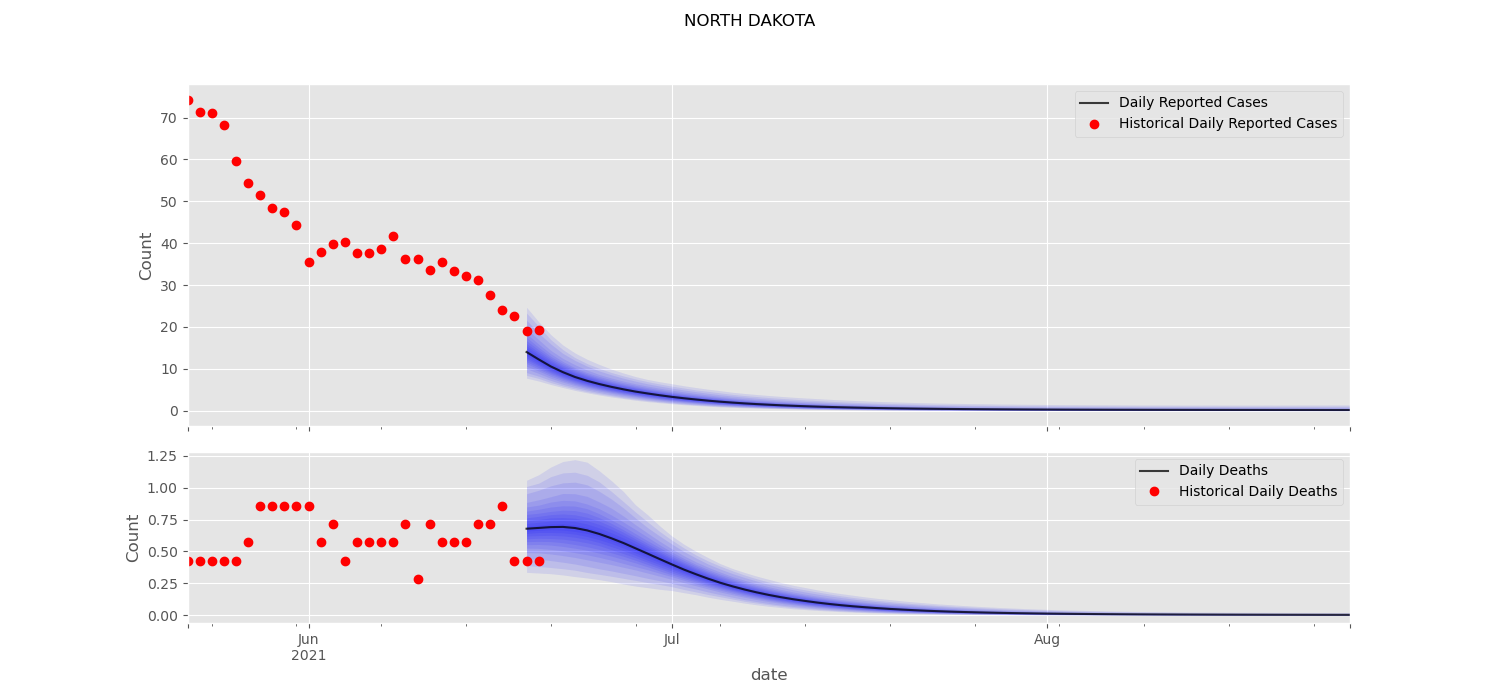 NORTH DAKOTA
Daily Reported Cases
Historical Daily Reported Cases
70
60
50
40
30
20
10
0
Count
Daily Deaths
Historical Daily Deaths
1.25
1.00
0.75
0.50
0.25
0.00
Count
Jun Jul Aug
2021
date